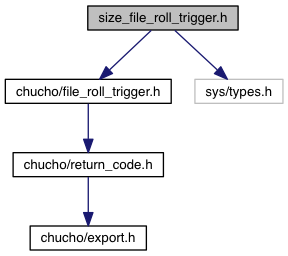 size_file_roll_trigger.h
chucho/file_roll_trigger.h
sys/types.h
chucho/return_code.h
chucho/export.h